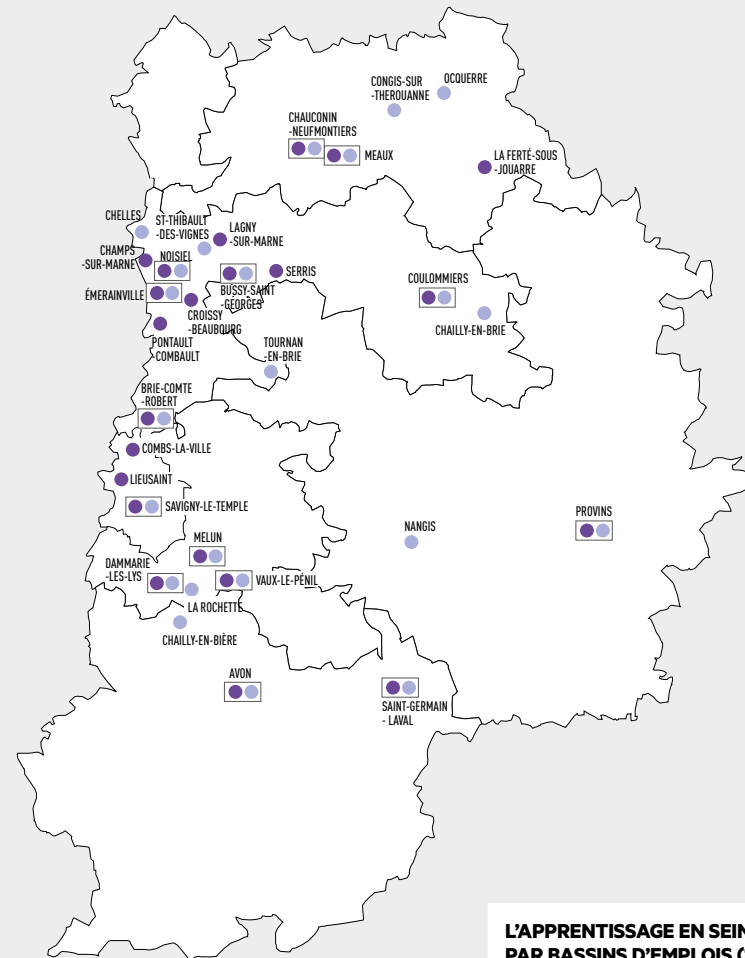 OCQUERRE
CONGIS-SUR
-THEROUANNE
CHAUCONIN
-NEUFMONTIERS
MEAUX
LA FERTÉ-SOUS
-JOUARRE
CHELLES
ST-THIBAULT
-DES-VIGNES
LAGNY
-SUR-MARNE
CHAMPS
-SUR-MARNE
NOISIEL
SERRIS
COULOMMIERS
ÉMERAINVILLE
BUSSY-SAINT
-GEORGES
CROISSY
-BEAUBOURG
CHAILLY-EN-BRIE
PONTAULT
-COMBAULT
TOURNAN
-EN-BRIE
BRIE-COMTE
-ROBERT
COMBS-LA-VILLE
LIEUSAINT
SAVIGNY-LE-TEMPLE
PROVINS
NANGIS
MELUN
DAMMARIE
-LES-LYS
VAUX-LE-PÉNIL
LA ROCHETTE
CHAILLY-EN-BIÈRE
AVON
SAINT-GERMAIN
- LAVAL
L'APPRENTISSAGE EN SEIN
PAR BASSINS D'EMPLOIS (